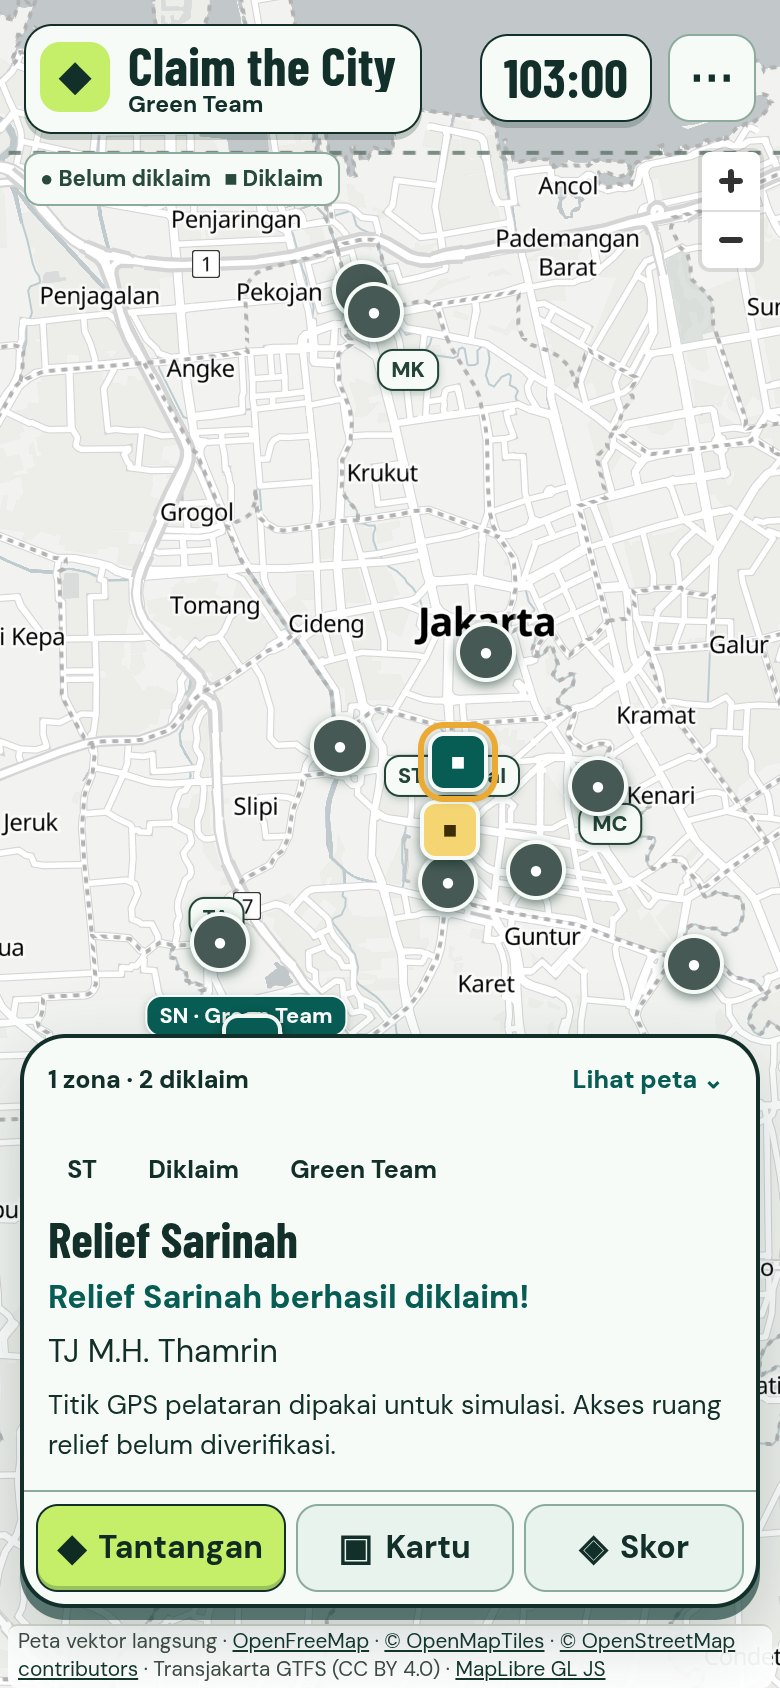 Claim the City
Green Team
103:00
● Belum diklaim ■ Diklaim
Ancol
Penjaringan
Pademangan
Barat
1
Penjagalan
Pekojan
Angke
MK
Krukut
Grogol
Tomang
Cideng
Jakarta
i Kepa
Galur
Kramat
Slipi
Kenari
Jeruk
MC
7
Guntur
ua
Karet
SN · Green Team
1 zona · 2 diklaim
Lihat peta
ST Diklaim Green Team
Relief Sarinah
Relief Sarinah berhasil diklaim!
TJ M.H. Thamrin
Titik GPS pelataran dipakai untuk simulasi. Akses ruang
relief belum diverifikasi.
Tantangan
Kartu
Skor
Peta vektor langsung · OpenFreeMap · © OpenMapTiles · © OpenStreetMap
contributors · Transjakarta GTFS (CC BY 4.0) · MapLibre GL JS